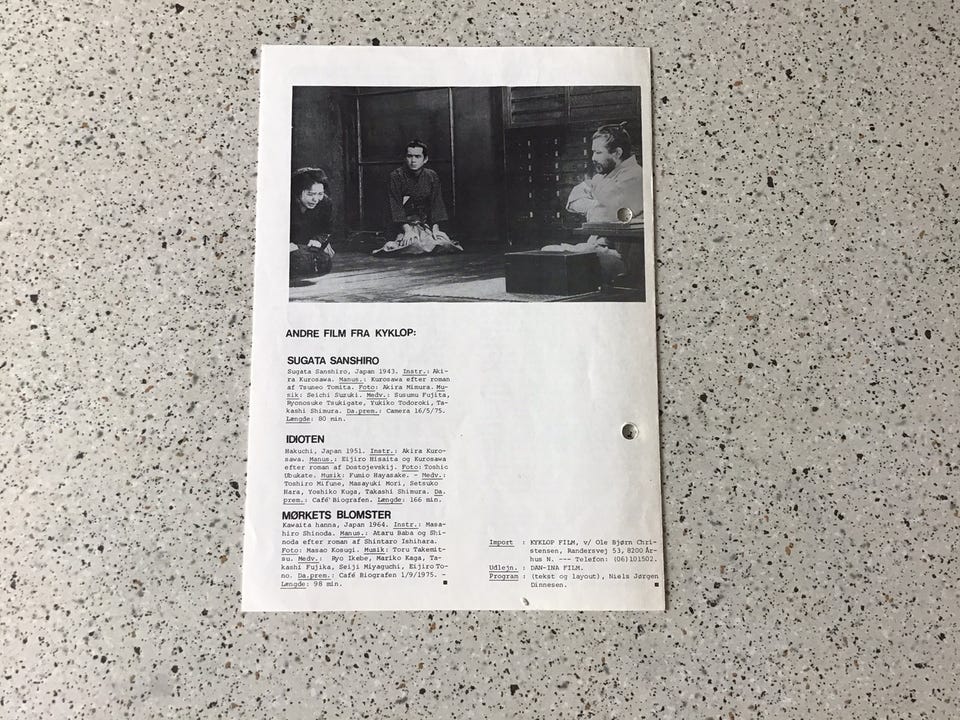 ANDRE FILM FRA KYKLOP:
SUGATA SANSHIRO
Sugata Sanshiro, Japan 1943. Instr.: Aki-
ra Kurosawa. Manus.: Kurosawa efter roman
af Tsuneo Tomita. Foto: Akira Mimura. Mu-
sik: Seichi Suzuki. Medv.: Susumu Fujita,
Ryonosuke Tsukigate, Yukiko Todoroki, Ta-
kashi Shimura. Da.prem.: Camera 16/5/75.
Længde: 80 min.
IDIOTEN
Hakuchi, Japan 1951. Instr.: Akira Kuro-
sawa. Manus.: Eijiro Hisaita og Kurosawa
efter roman af Dostojevskij. Foto: Toshio
Ubukate. Musik: Fumio Hayasake. - Medv.:
Toshiro Mifune, Masayuki Mori, Setsuko
Hara, Yoshiko Kuga, Takashi Shimura. Da.
prem.: Café Biografen. Længde: 166 min.
MØRKETS BLOMSTER
Kawaita hanna, Japan 1964. Instr.: Masa-
hiro Shinoda. Manus.: Ataru Baba og Shi-
noda efter roman af Shintaro Ishihara.
Foto: Masao Kosugi. Musik: Toru Takemit-
su. Medv.: Ryo Ikebe, Mariko Kaga, Ta-
kashi Fujika, Seiji Miyaguchi, Eijiro To-
no. Da.prem.: Café Biografen 1/9/1975. -
Længde: 98 min.
Import : KYKLOP FILM, v/ Ole Bjørn Chri-
stensen, Randersvej 53, 8200 År-
hus N. --- Telefon: (06)101502.
Udlejn. : DAN-INA FILM.
Program : (tekst og layout), Niels Jørgen
Dinnesen.